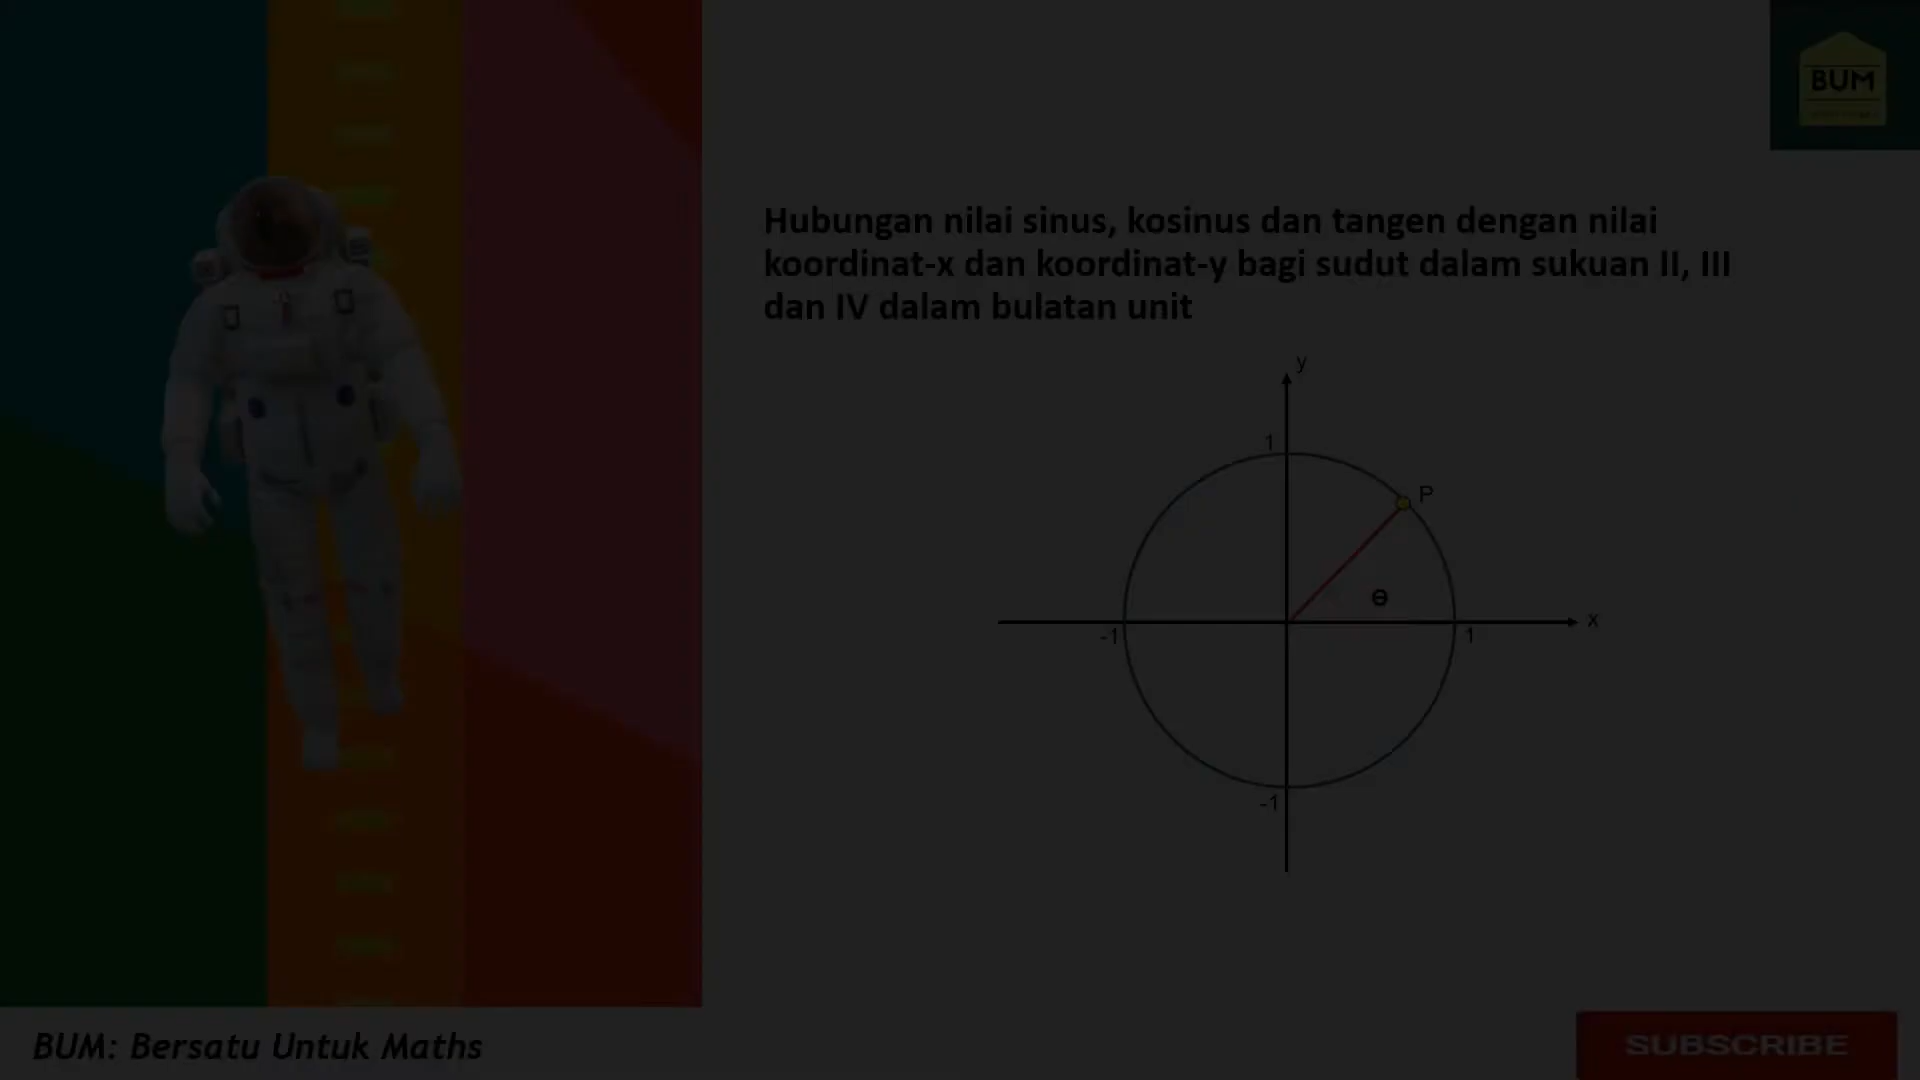 BUM
Hubungan nilai sinus, kosinus dan tangen dengan nilai
koordinat-x dan koordinat-y bagi sudut dalam sukuan II, III
dan IV dalam bulatan unit
y
1
P
ɵ
x
-1
1
-1
BUM: Bersatu Untuk Maths
SUBSCRIBE